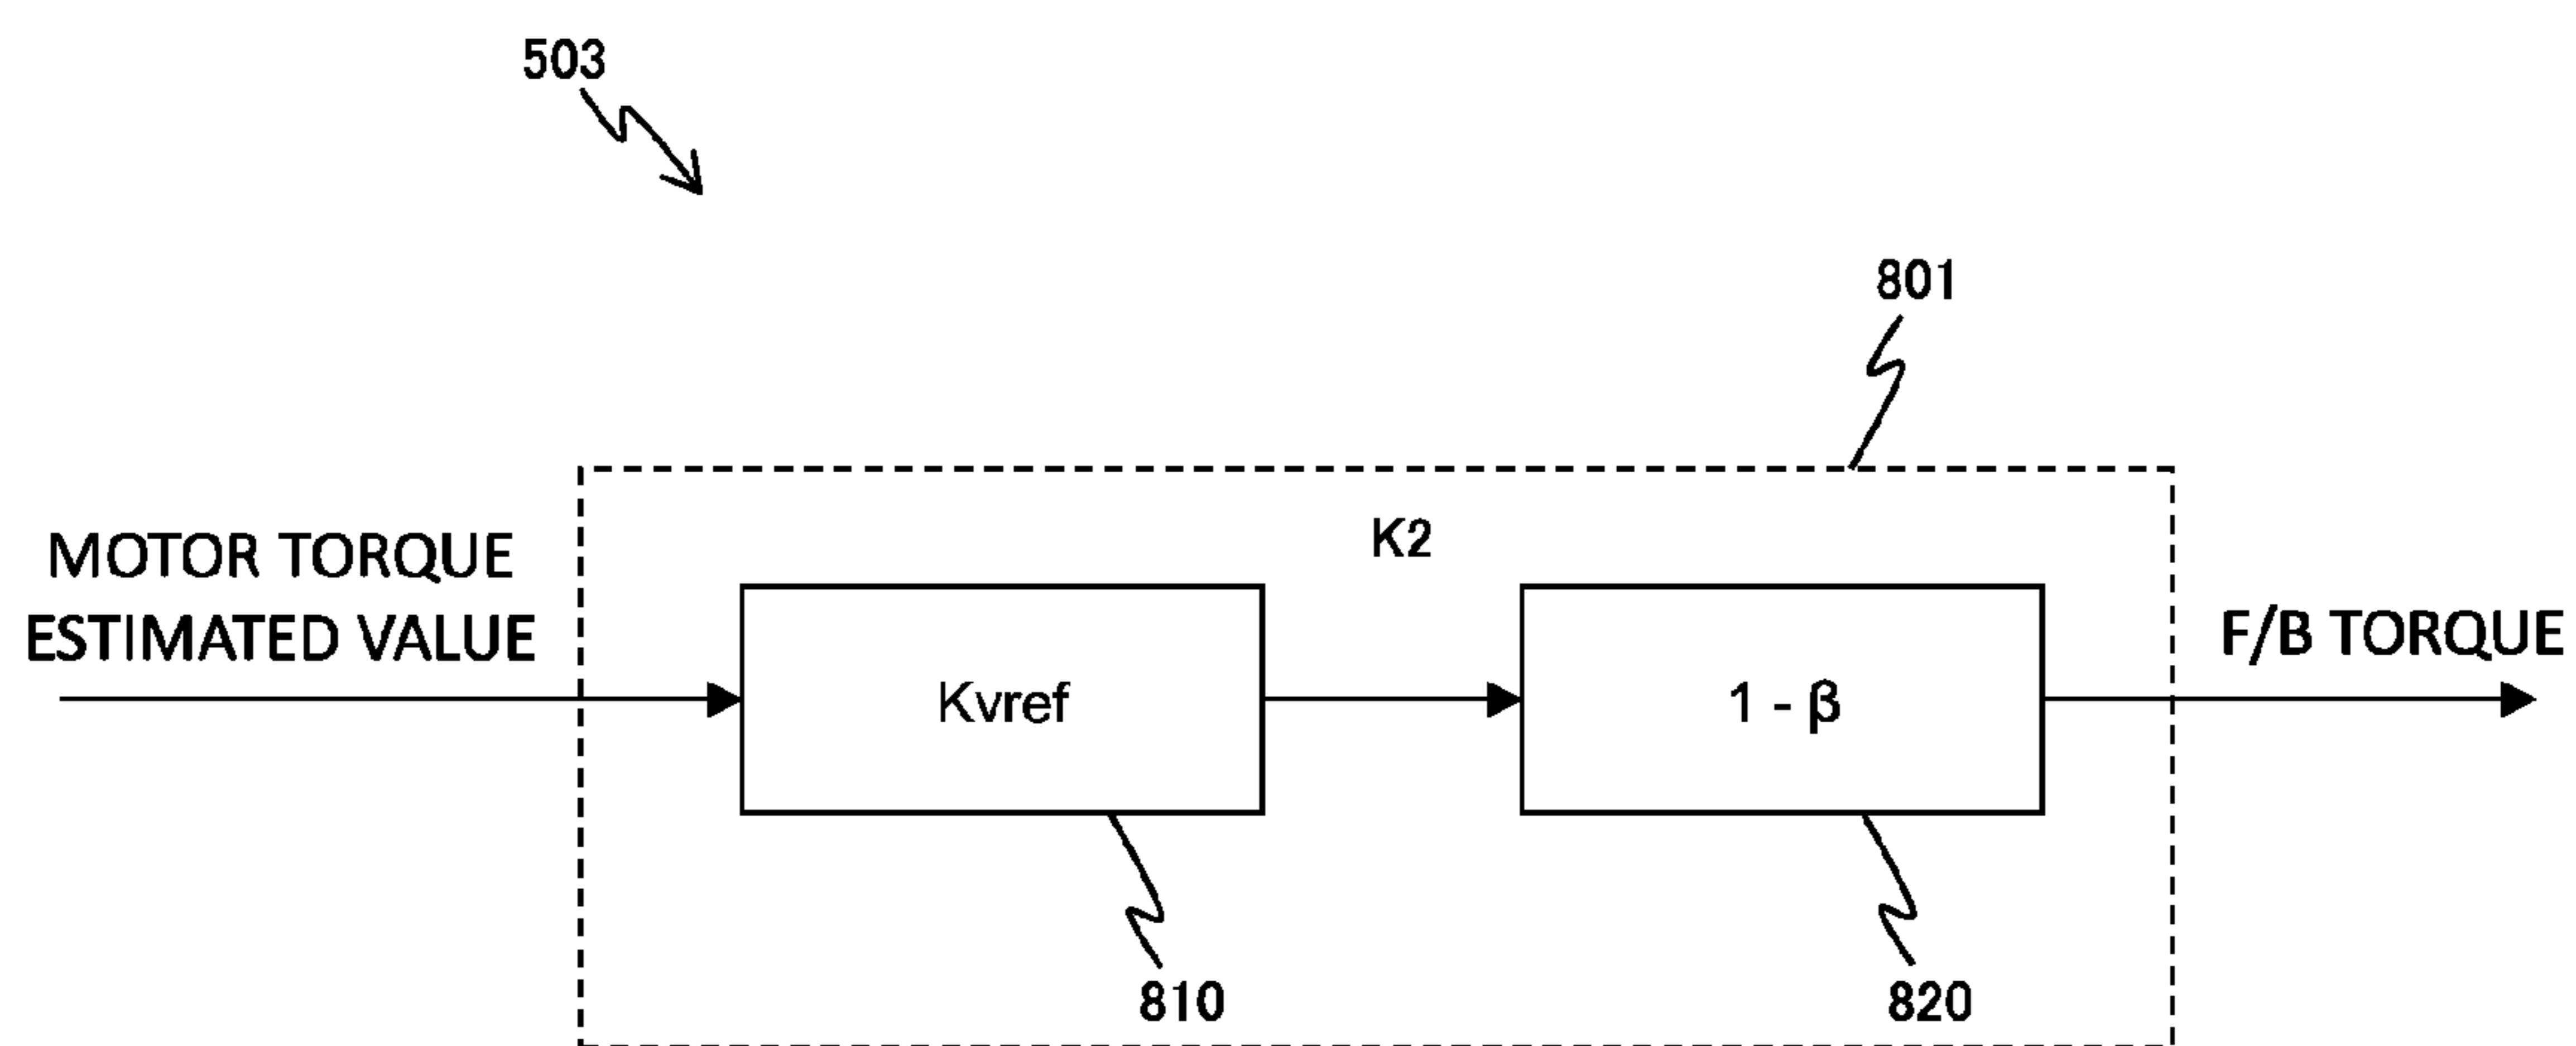 503
801
K2
MOTOR TORQUE
ESTIMATED VALUE
Kvref
1 - β
F/B TORQUE
810
820